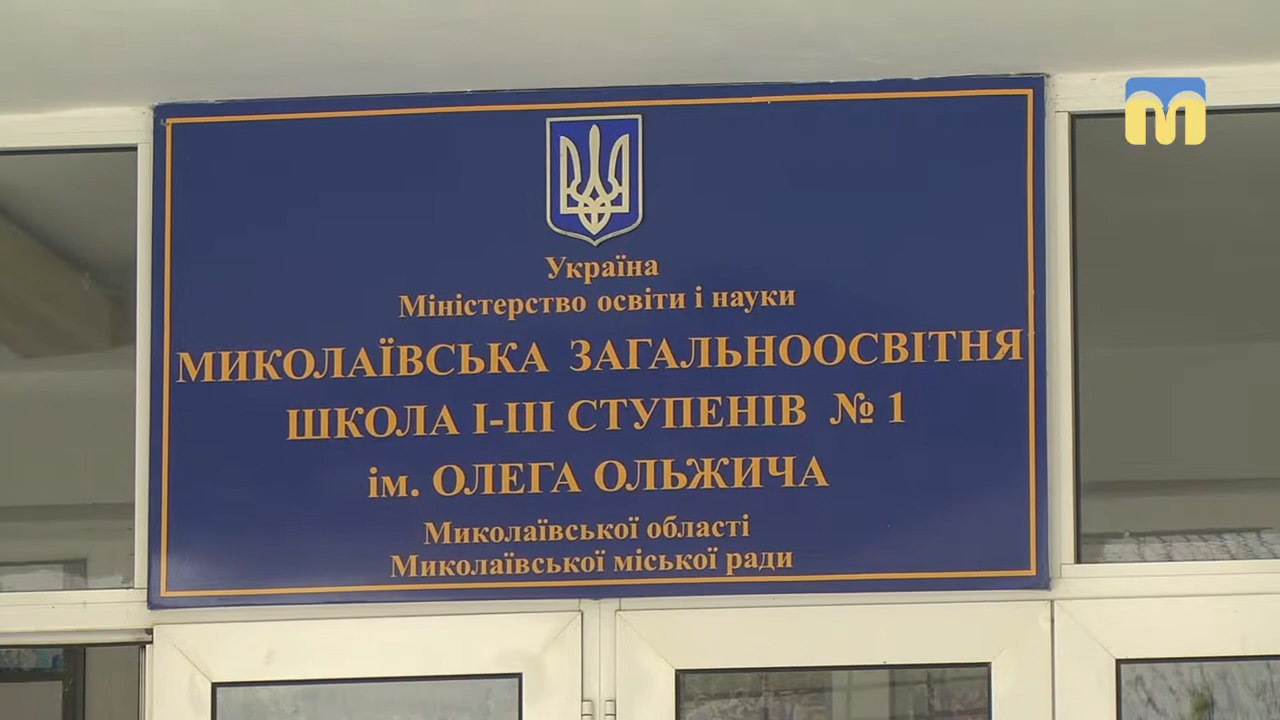 Україна
Міністерство освіти і науки
МИКОЛАЇВСЬКА ЗАГАЛЬНООСВІТНЯ
ШКОЛА І-ІІІ СТУПЕНІВ № 1
ім. ОЛЕГА ОЛЬЖИЧА
Миколаївської області
Миколаївської міської ради